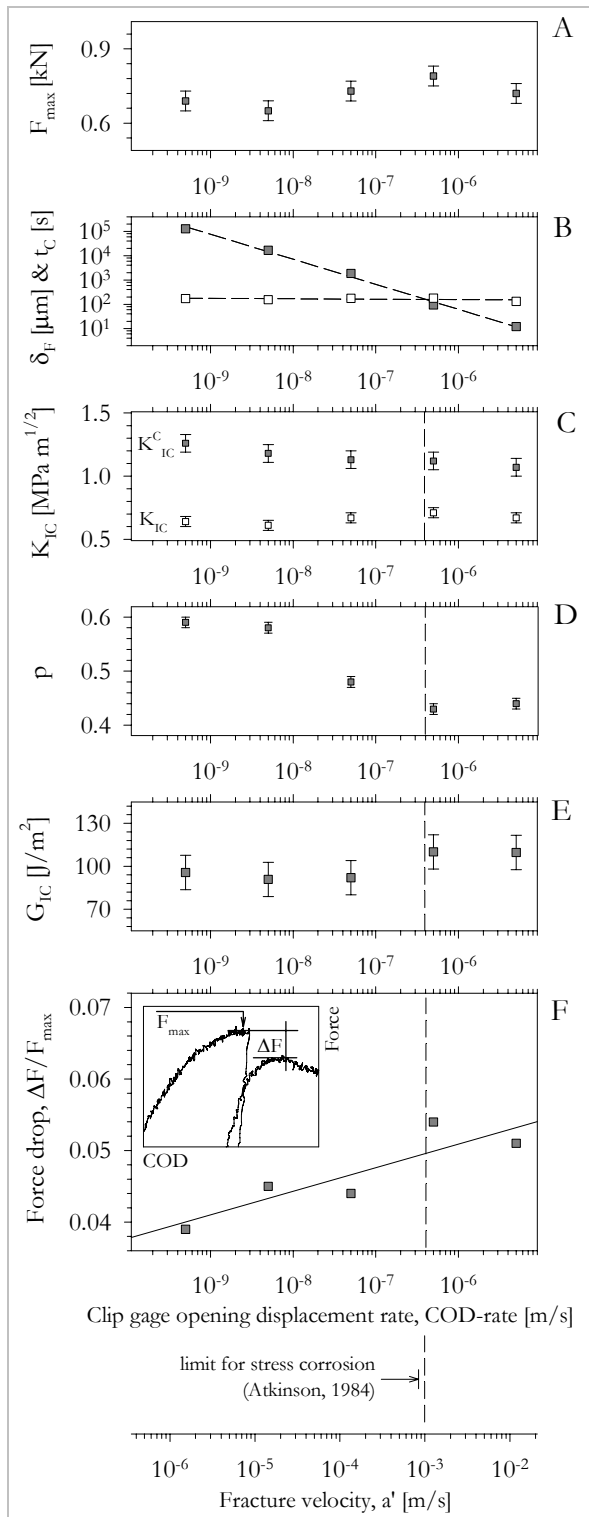 A
F_max [kN]
0.9
0.6
10^-9 10^-8 10^-7 10^-6
B
δ_F [μm] & t_C [s]
10^5
10^4
10^3
10^2
10^1
10^-9 10^-8 10^-7 10^-6
C
K_IC [MPa m^1/2]
1.5
1.0
0.5
K^C_IC
K_IC
10^-9 10^-8 10^-7 10^-6
D
p
0.6
0.5
0.4
10^-9 10^-8 10^-7 10^-6
E
G_IC [J/m^2]
130
100
70
10^-9 10^-8 10^-7 10^-6
F
Force drop, ΔF/F_max
0.07
0.06
0.05
0.04
F_max
ΔF
Force
COD
10^-9 10^-8 10^-7 10^-6
Clip gage opening displacement rate, COD-rate [m/s]
limit for stress corrosion
(Atkinson, 1984)
10^-6 10^-5 10^-4 10^-3 10^-2
Fracture velocity, a' [m/s]